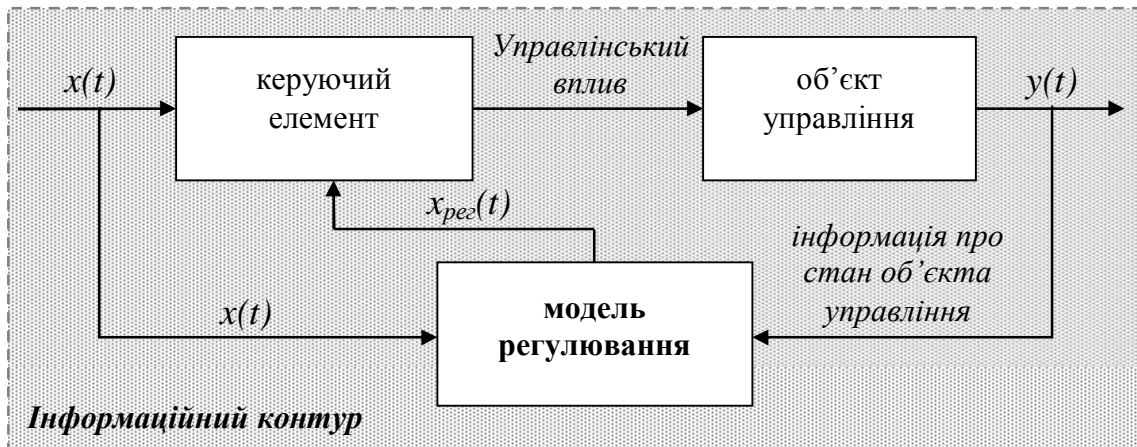 x(t)
керуючий
елемент
Управлінський
вплив
об’єкт
управління
y(t)
xрег(t)
x(t)
модель
регулювання
інформація про
стан об’єкта
управління
Інформаційний контур